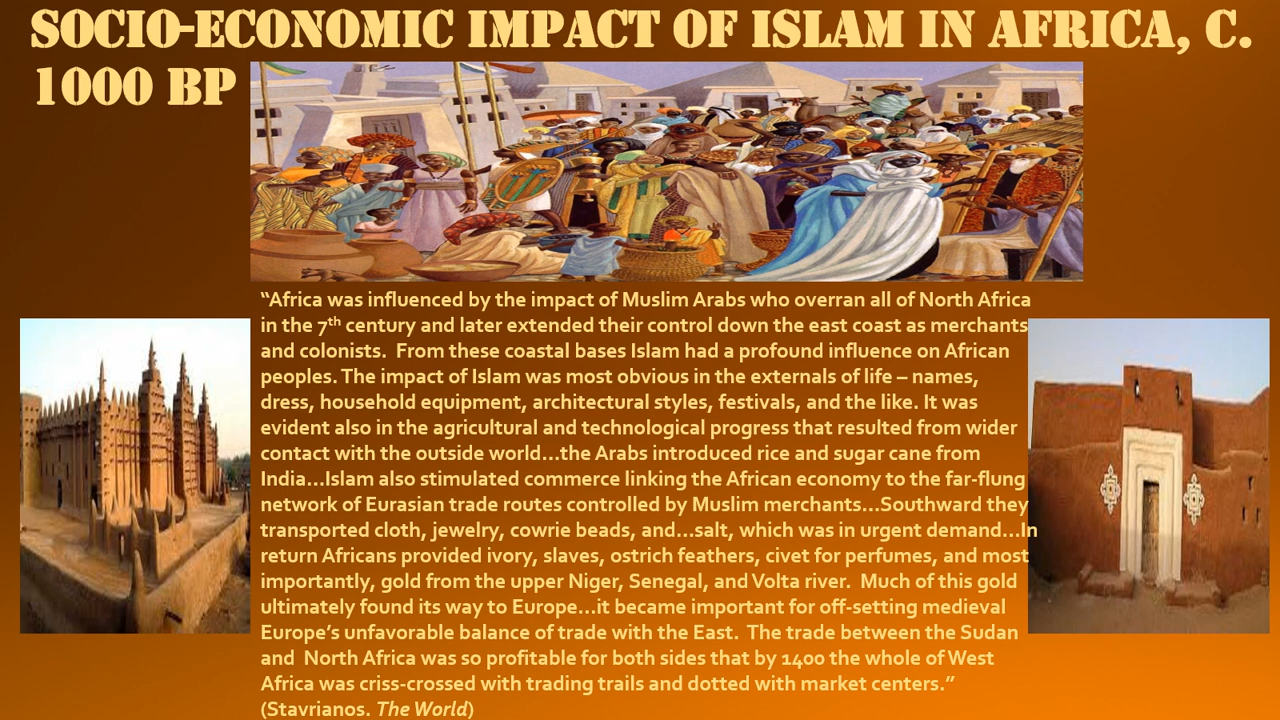 SOCIO-ECONOMIC IMPACT OF ISLAM IN AFRICA, C.
1000 BP
“Africa was influenced by the impact of Muslim Arabs who overran all of North Africa
in the 7th century and later extended their control down the east coast as merchants
and colonists.  From these coastal bases Islam had a profound influence on African
peoples. The impact of Islam was most obvious in the externals of life – names,
dress, household equipment, architectural styles, festivals, and the like. It was
evident also in the agricultural and technological progress that resulted from wider
contact with the outside world…the Arabs introduced rice and sugar cane from
India…Islam also stimulated commerce linking the African economy to the far-flung
network of Eurasian trade routes controlled by Muslim merchants…Southward they
transported cloth, jewelry, cowrie beads, and…salt, which was in urgent demand…In
return Africans provided ivory, slaves, ostrich feathers, civet for perfumes, and most
importantly, gold from the upper Niger, Senegal, and Volta river.  Much of this gold
ultimately found its way to Europe…it became important for off-setting medieval
Europe’s unfavorable balance of trade with the East.  The trade between the Sudan
and  North Africa was so profitable for both sides that by 1400 the whole of West
Africa was criss-crossed with trading trails and dotted with market centers.”
(Stavrianos. The World)